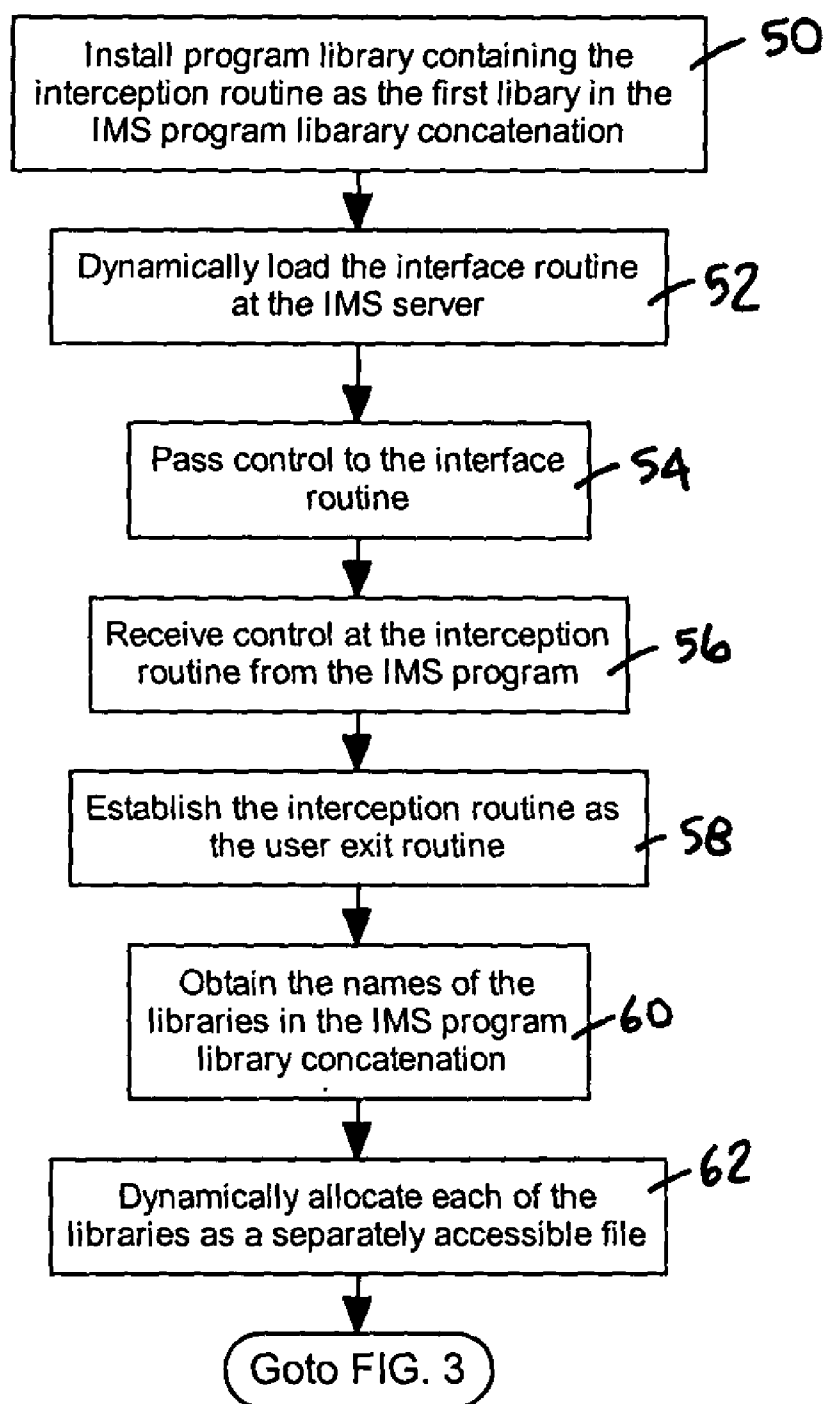 Install program library containing the
interception routine as the first libary in the
IMS program libarary concatenation
50
Dynamically load the interface routine
at the IMS server
52
Pass control to the interface
routine
54
Receive control at the interception
routine from the IMS program
56
Establish the interception routine as
the user exit routine
58
Obtain the names of the
libraries in the IMS program
library concatenation
60
Dynamically allocate each of the
libraries as a separately accessible file
62
Goto FIG. 3